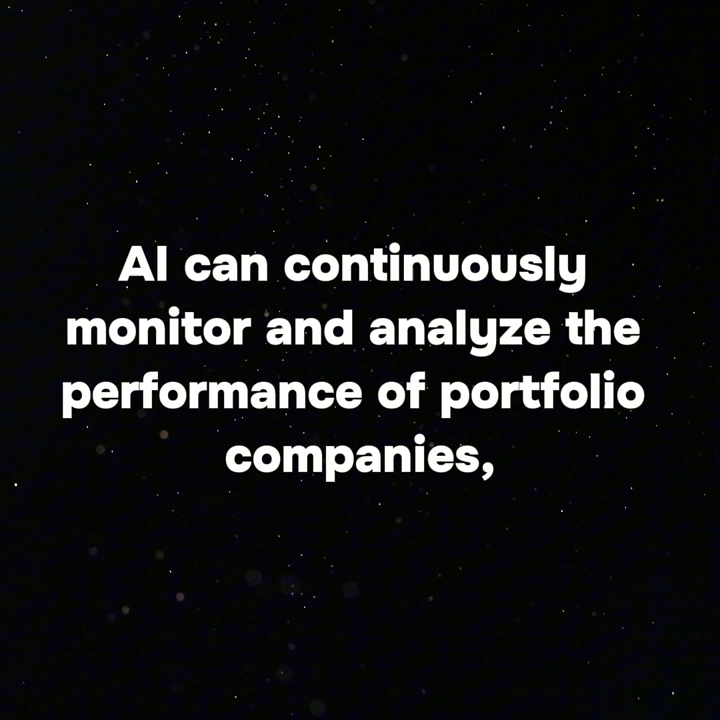 AI can continuously
monitor and analyze the
performance of portfolio
companies,